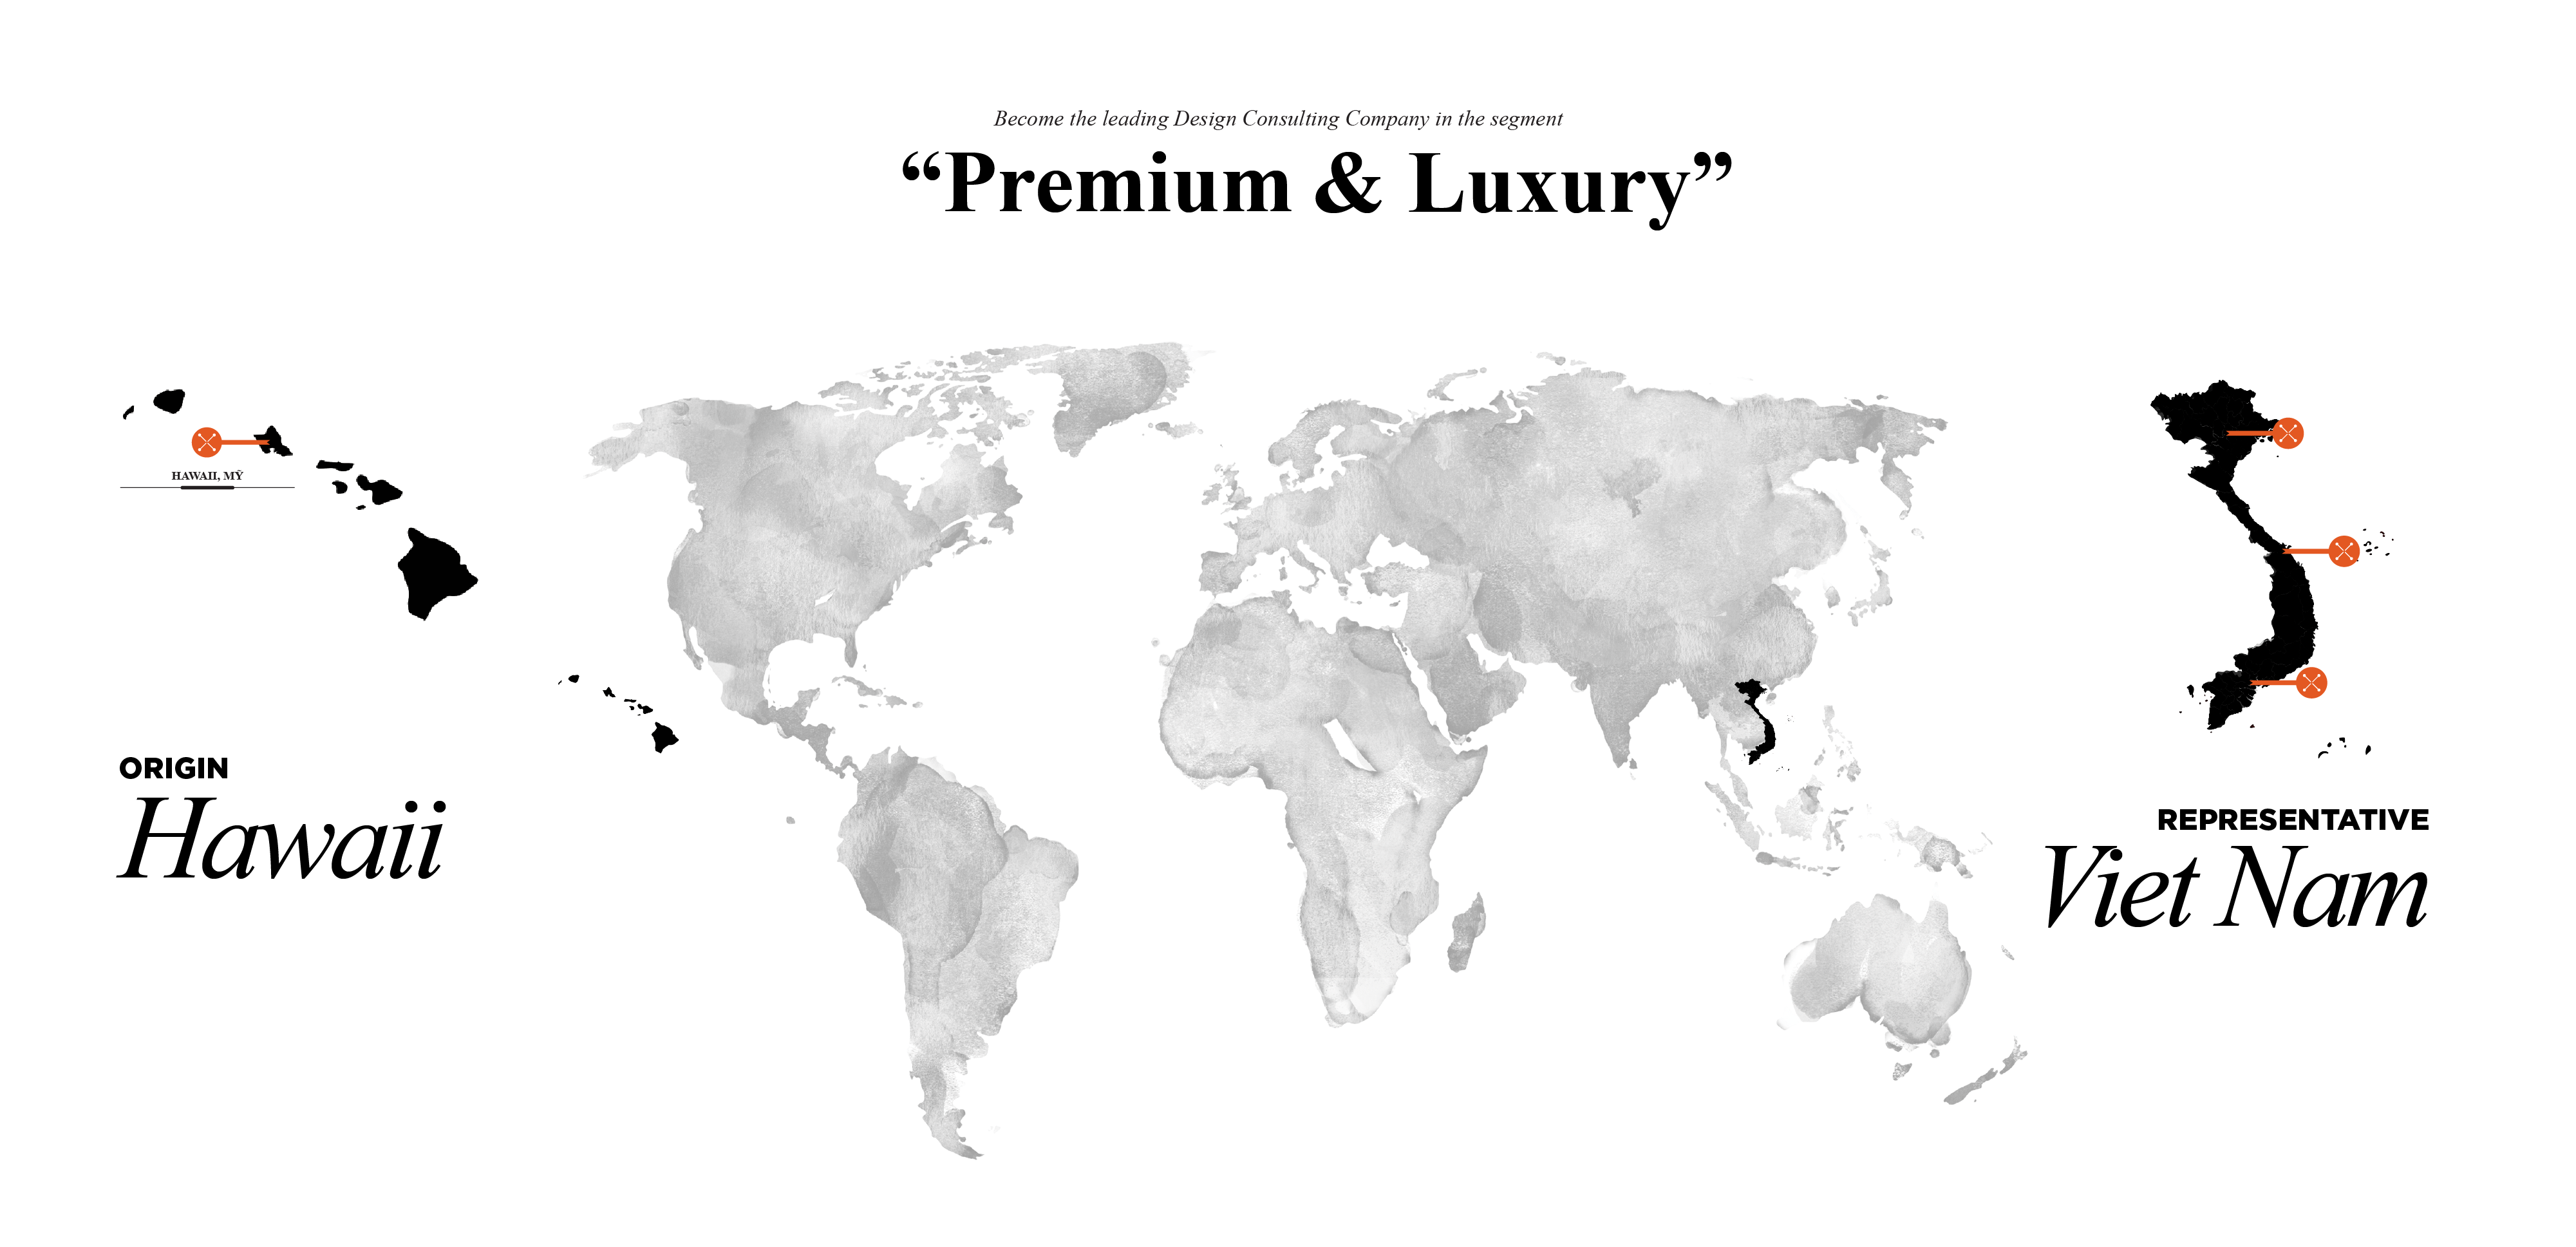 Become the leading Design Consulting Company in the segment
“Premium & Luxury”
HAWAII, MỸ
ORIGIN
Hawaii
REPRESENTATIVE
Viet Nam